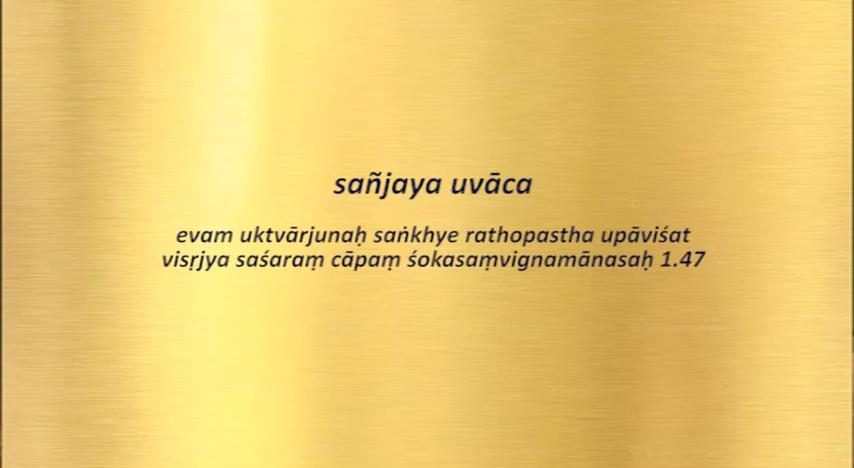 sañjaya uvāca
evam uktvārjunaḥ saṅkhye rathopastha upāviśat
visṛjya saśaraṃ cāpaṃ śokasaṃvignamānasaḥ 1.47